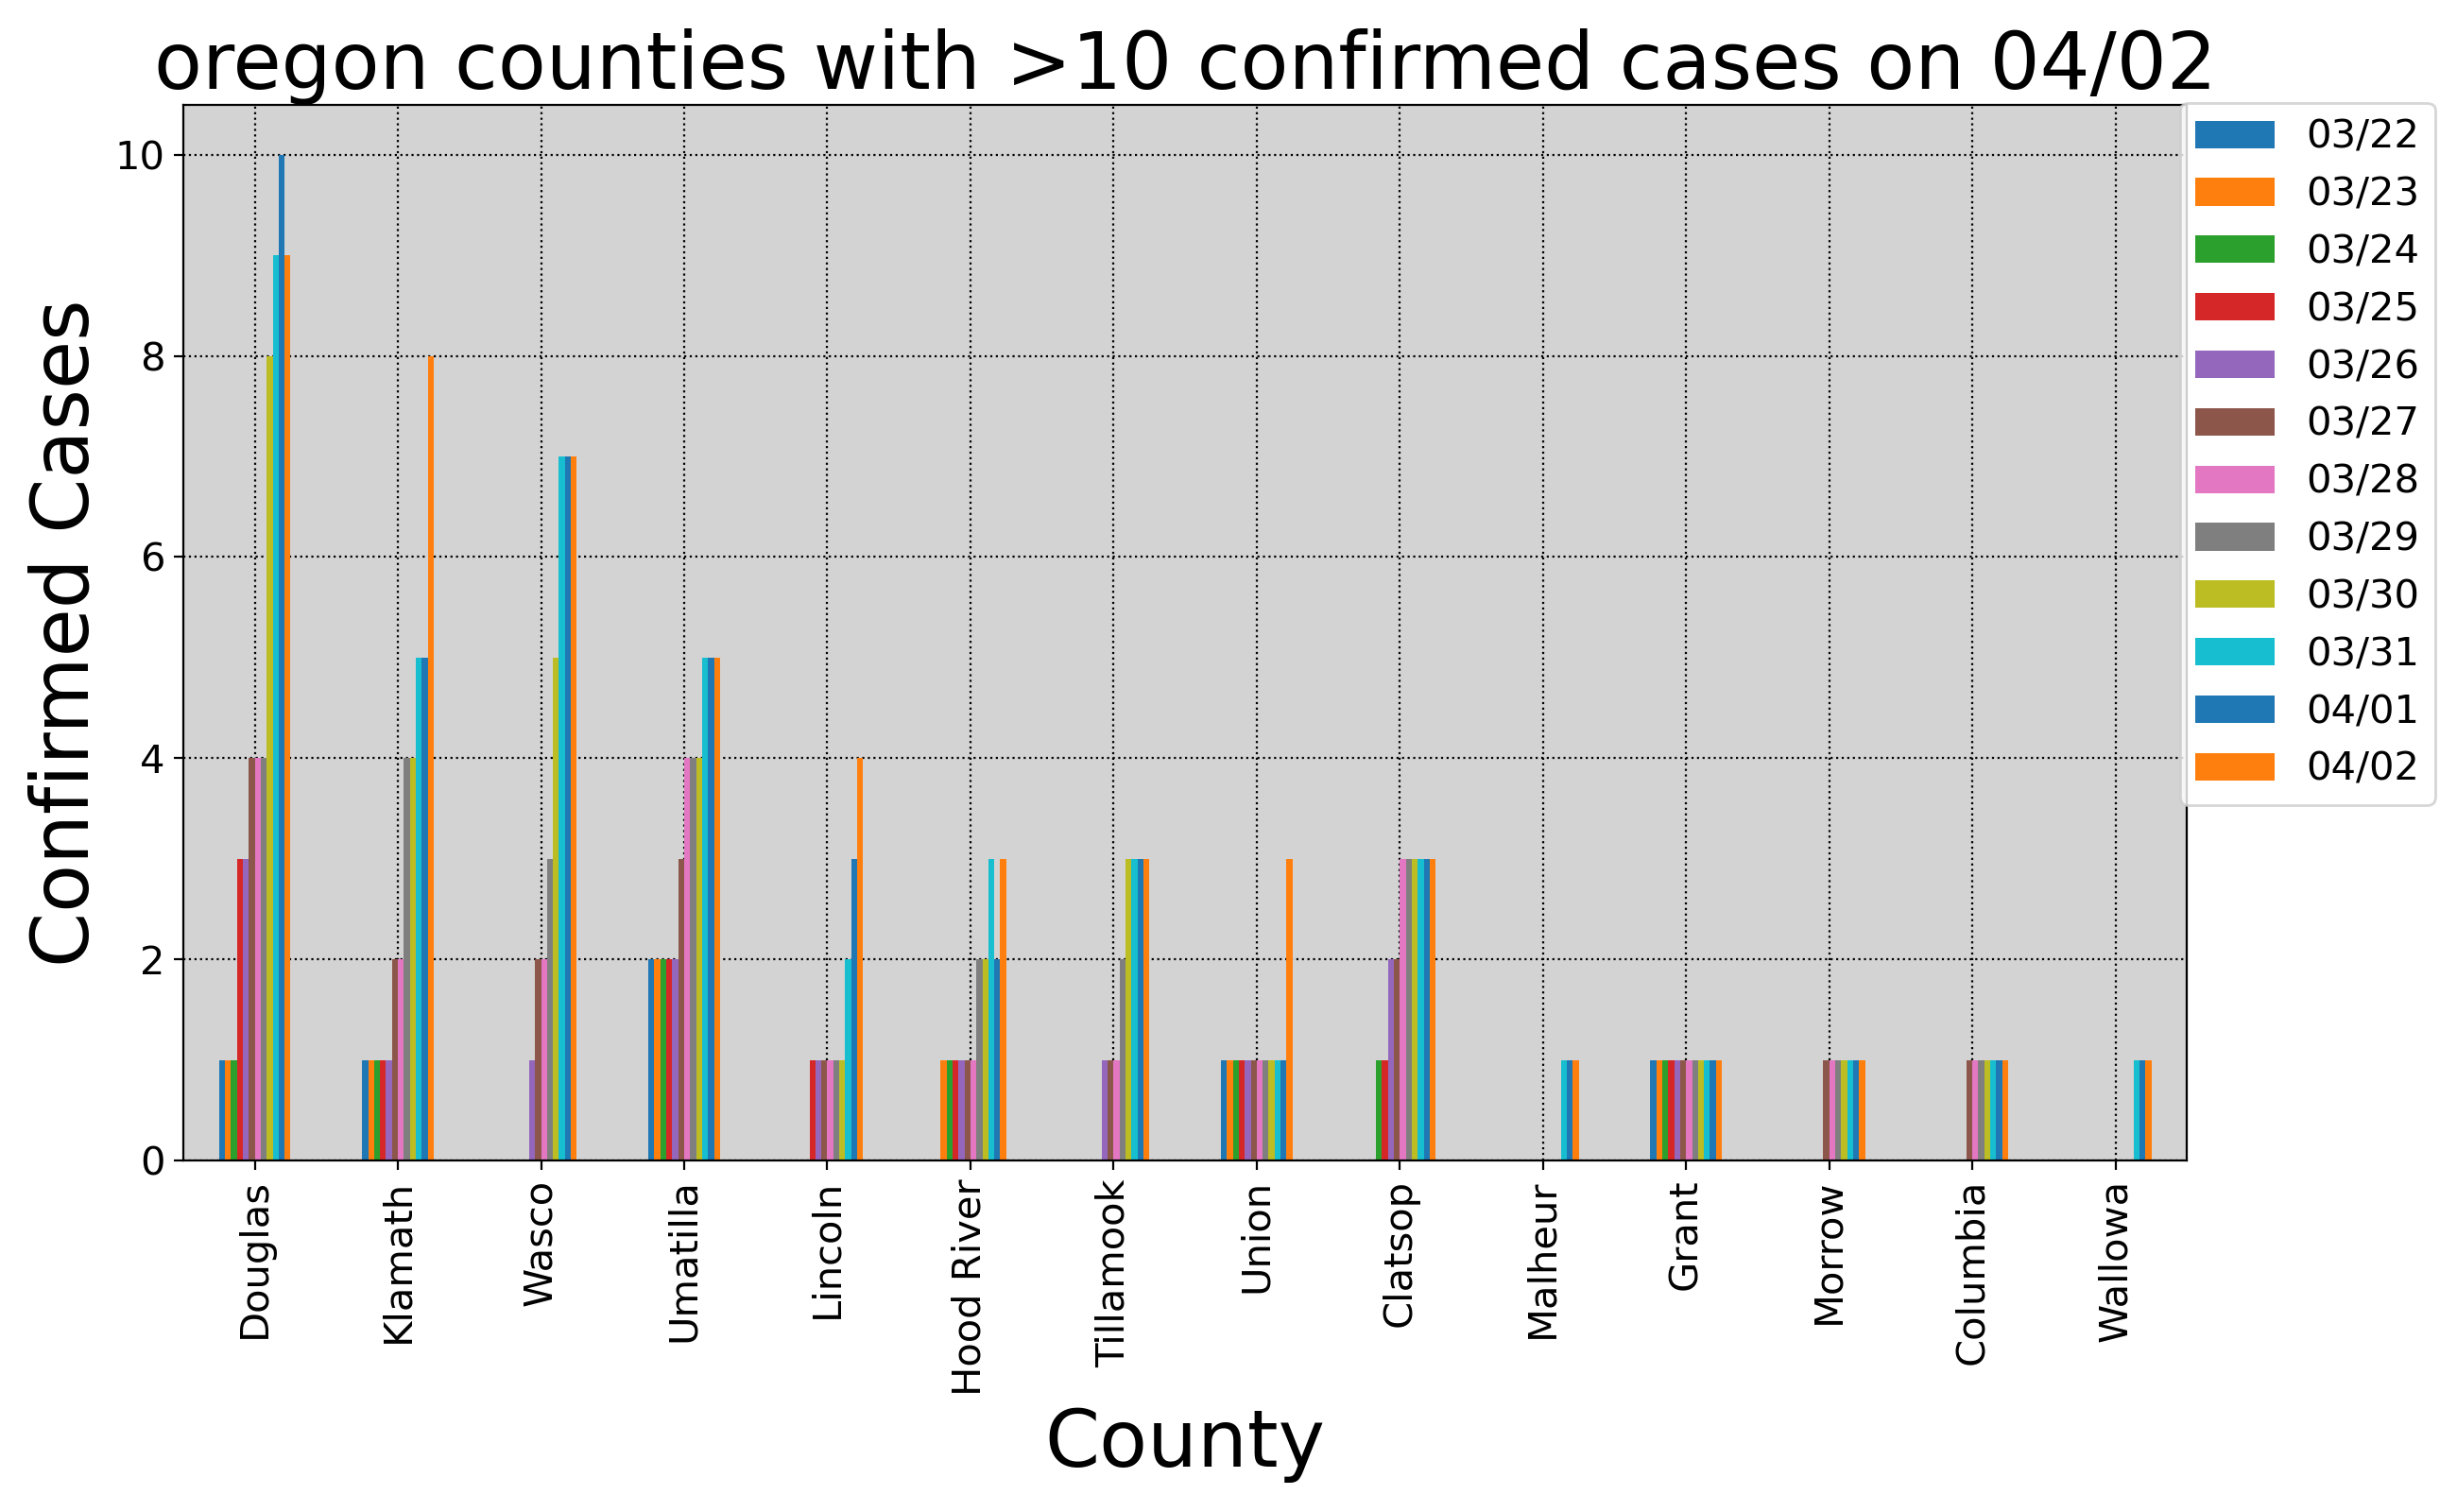 oregon counties with >10 confirmed cases on 04/02
Confirmed Cases
10
8
6
4
2
0
Douglas
Klamath
Wasco
Umatilla
Lincoln
Hood River
Tillamook
Union
Clatsop
Malheur
Grant
Morrow
Columbia
Wallowa
County
03/22
03/23
03/24
03/25
03/26
03/27
03/28
03/29
03/30
03/31
04/01
04/02